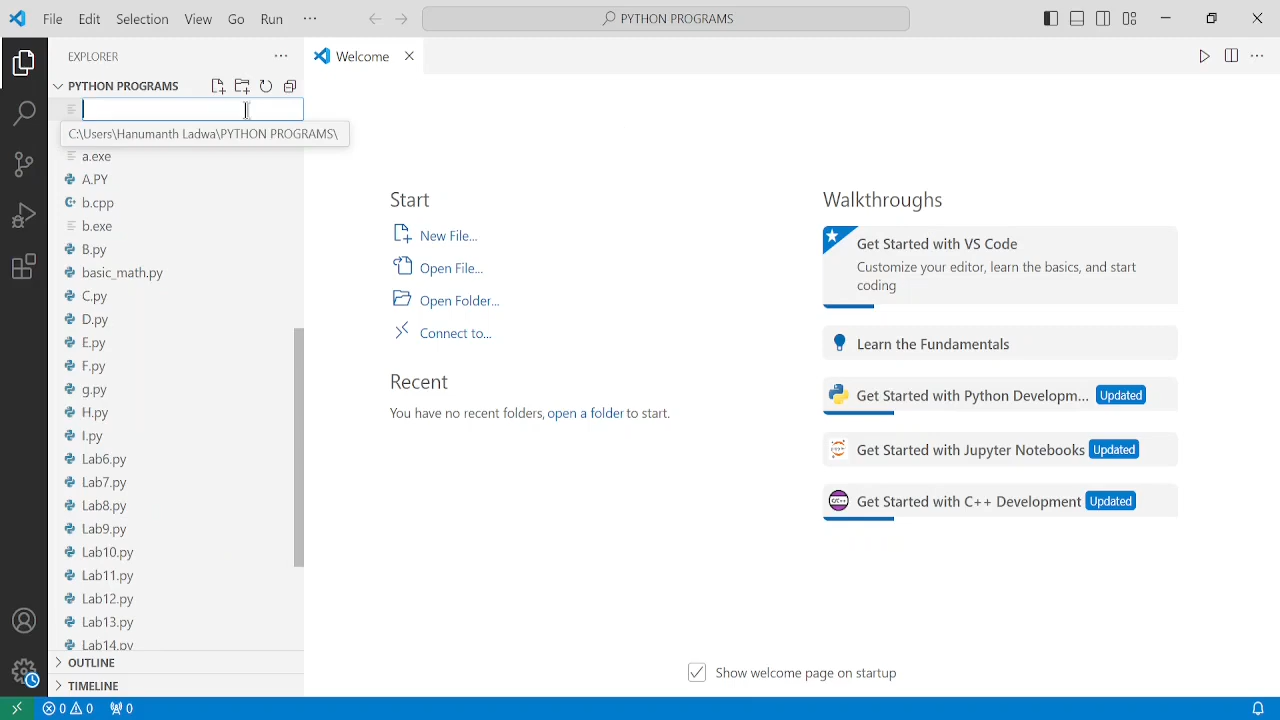 File Edit Selection View Go Run ··· PYTHON PROGRAMS
EXPLORER
Welcome
PYTHON PROGRAMS
C:\Users\Hanumanth Ladwa\PYTHON PROGRAMS\
a.exe
A.PY
b.cpp
b.exe
B.py
basic_math.py
C.py
D.py
E.py
F.py
g.py
H.py
I.py
Lab6.py
Lab7.py
Lab8.py
Lab9.py
Lab10.py
Lab11.py
Lab12.py
Lab13.py
Lab14.py
OUTLINE
TIMELINE
Start
New File...
Open File...
Open Folder...
Connect to...
Recent
You have no recent folders, open a folder to start.
Walkthroughs
Get Started with VS Code
Customize your editor, learn the basics, and start
coding
Learn the Fundamentals
Get Started with Python Developm... Updated
Get Started with Jupyter Notebooks Updated
Get Started with C++ Development Updated
Show welcome page on startup
0 0 0